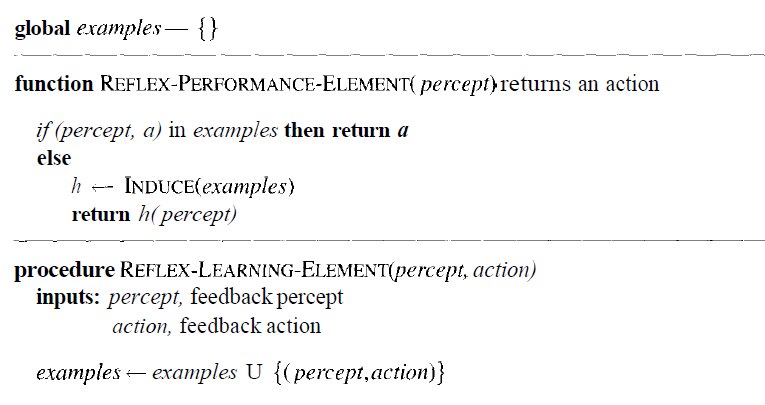 global examples — {}
function REFLEX-PERFORMANCE-ELEMENT( percept) returns an action
if (percept, a) in examples then return a
else
h ← INDUCE(examples)
return h( percept)
procedure REFLEX-LEARNING-ELEMENT(percept, action)
inputs: percept, feedback percept
action, feedback action
examples ← examples U {( percept,action)}